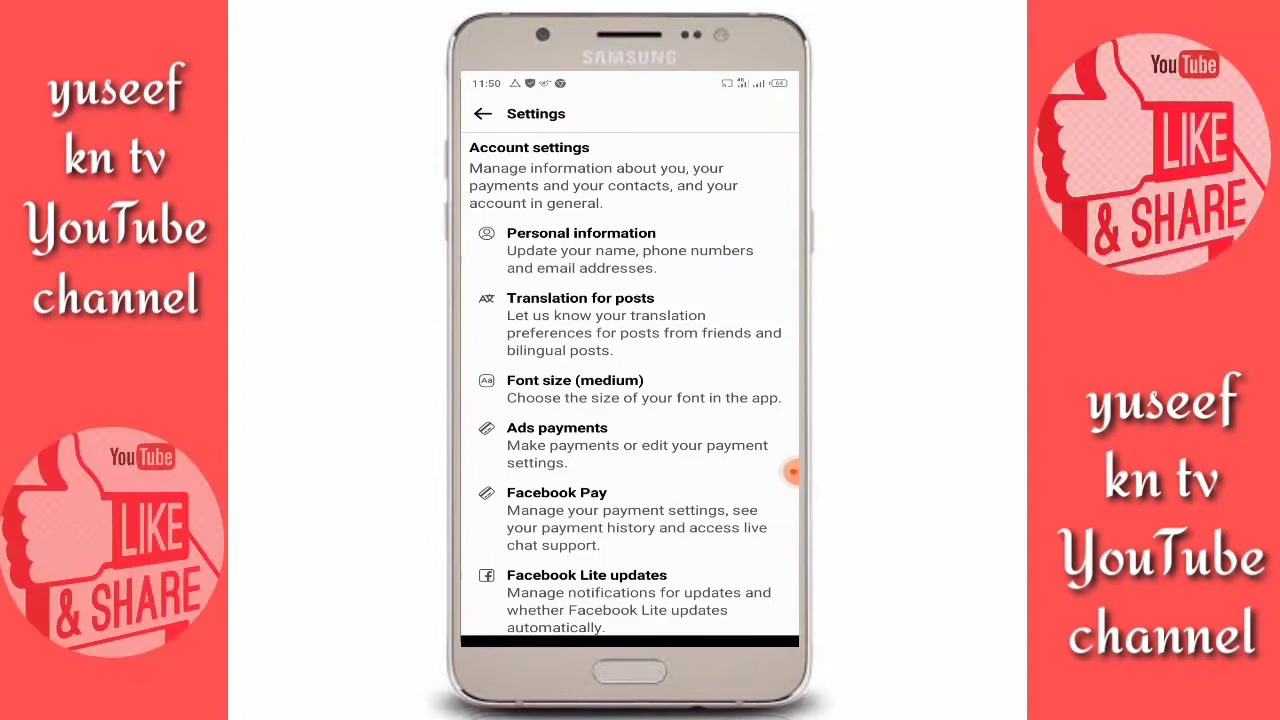 yuseef
kn tv
YouTube
channel
YouTube
LIKE
& SHARE
SAMSUNG
11:50
64
Settings
Account settings
Manage information about you, your
payments and your contacts, and your
account in general.
Personal information
Update your name, phone numbers
and email addresses.
Translation for posts
Let us know your translation
preferences for posts from friends and
bilingual posts.
Aa
Font size (medium)
Choose the size of your font in the app.
Ads payments
Make payments or edit your payment
settings.
Facebook Pay
Manage your payment settings, see
your payment history and access live
chat support.
Facebook Lite updates
Manage notifications for updates and
whether Facebook Lite updates
automatically.
YouTube
LIKE
& SHARE
yuseef
kn tv
YouTube
channel